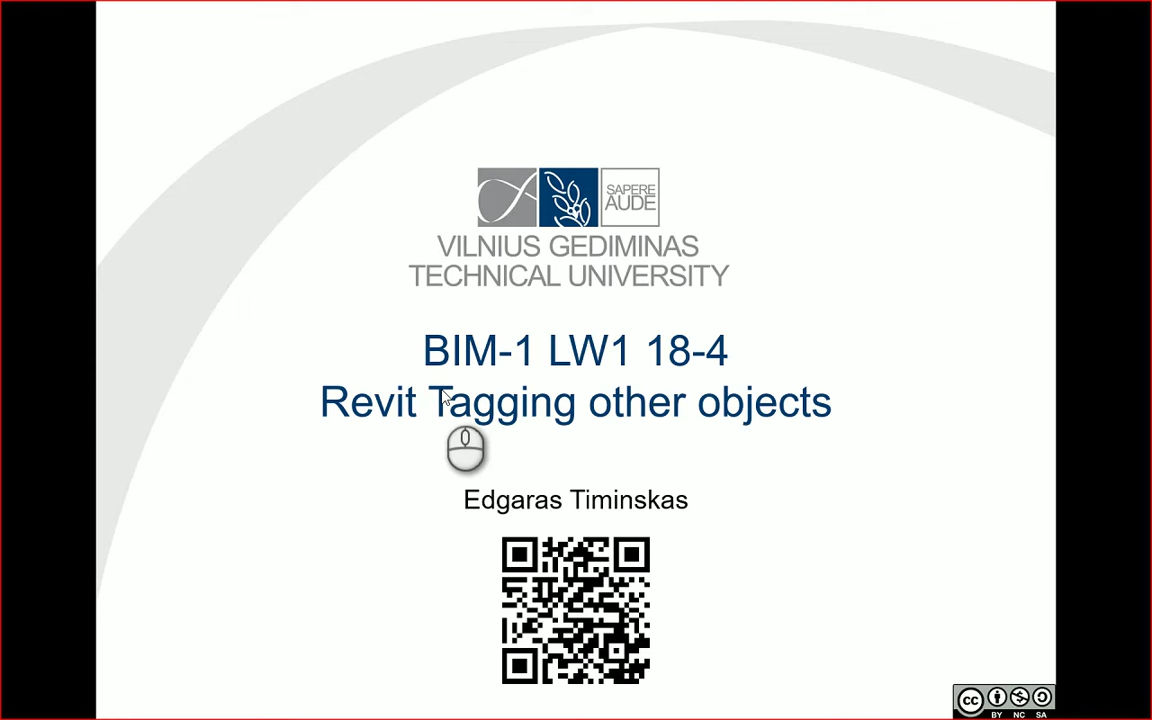 SAPERE
AUDE
VILNIUS GEDIMINAS
TECHNICAL UNIVERSITY
BIM-1 LW1 18-4
Revit Tagging other objects
Edgaras Timinskas
cc
BY NC SA